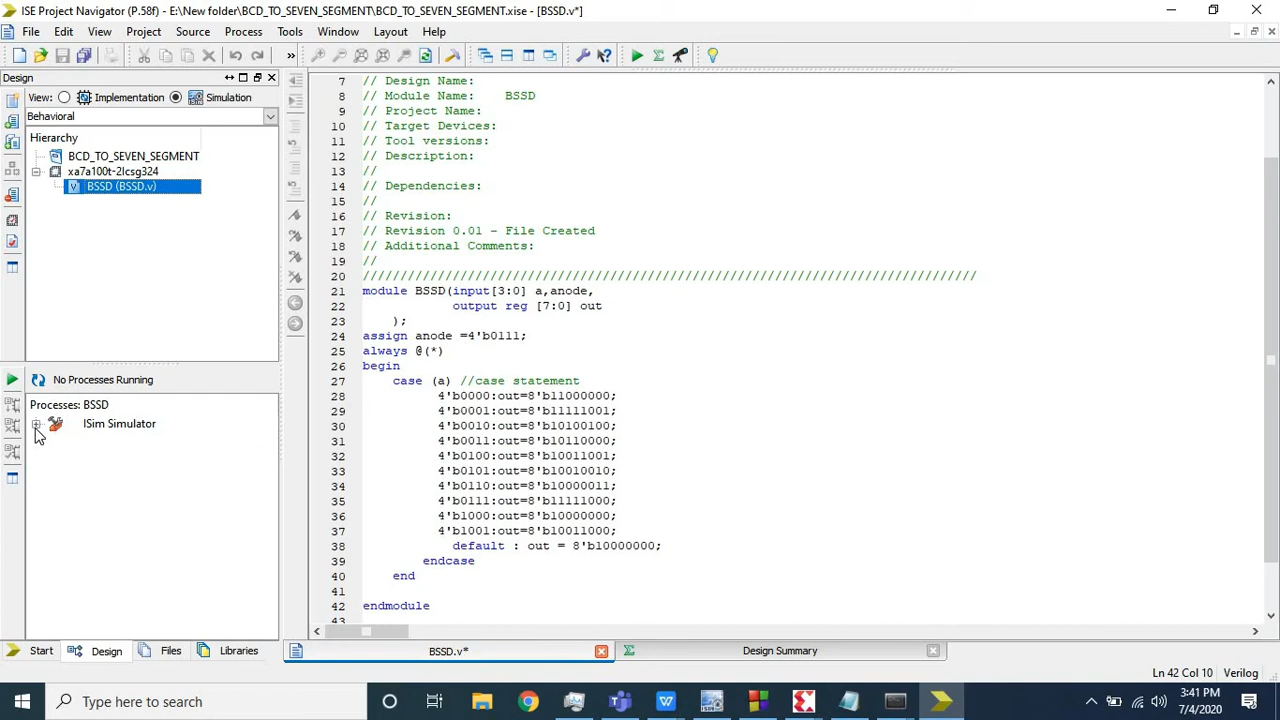 ISE Project Navigator (P.58f) - E:\New folder\BCD_TO_SEVEN_SEGMENT\BCD_TO_SEVEN_SEGMENT.xise - [BSSD.v*]
File Edit View Project Source Process Tools Window Layout Help
Design
View: Implementation Simulation
Behavioral
Hierarchy
BCD_TO_SEVEN_SEGMENT
xa7a100t-2lcsg324
BSSD (BSSD.v)
No Processes Running
Processes: BSSD
ISim Simulator
7 // Design Name:
8 // Module Name: BSSD
9 // Project Name:
10 // Target Devices:
11 // Tool versions:
12 // Description:
13 //
14 // Dependencies:
15 //
16 // Revision:
17 // Revision 0.01 - File Created
18 // Additional Comments:
19 //
20 //////////////////////////////////////////////////////////////////////////////////
21 module BSSD(input[3:0] a,anode,
22 output reg [7:0] out
23 );
24 assign anode =4'b0111;
25 always @(*)
26 begin
27 case (a) //case statement
28 4'b0000:out=8'b11000000;
29 4'b0001:out=8'b11111001;
30 4'b0010:out=8'b10100100;
31 4'b0011:out=8'b10110000;
32 4'b0100:out=8'b10011001;
33 4'b0101:out=8'b10010010;
34 4'b0110:out=8'b10000011;
35 4'b0111:out=8'b11111000;
36 4'b1000:out=8'b10000000;
37 4'b1001:out=8'b10011000;
38 default : out = 8'b10000000;
39 endcase
40 end
41
42 endmodule
43
Start Design Files Libraries
BSSD.v* Design Summary
Ln 42 Col 10 Verilog
Type here to search
3:41 PM
7/4/2020